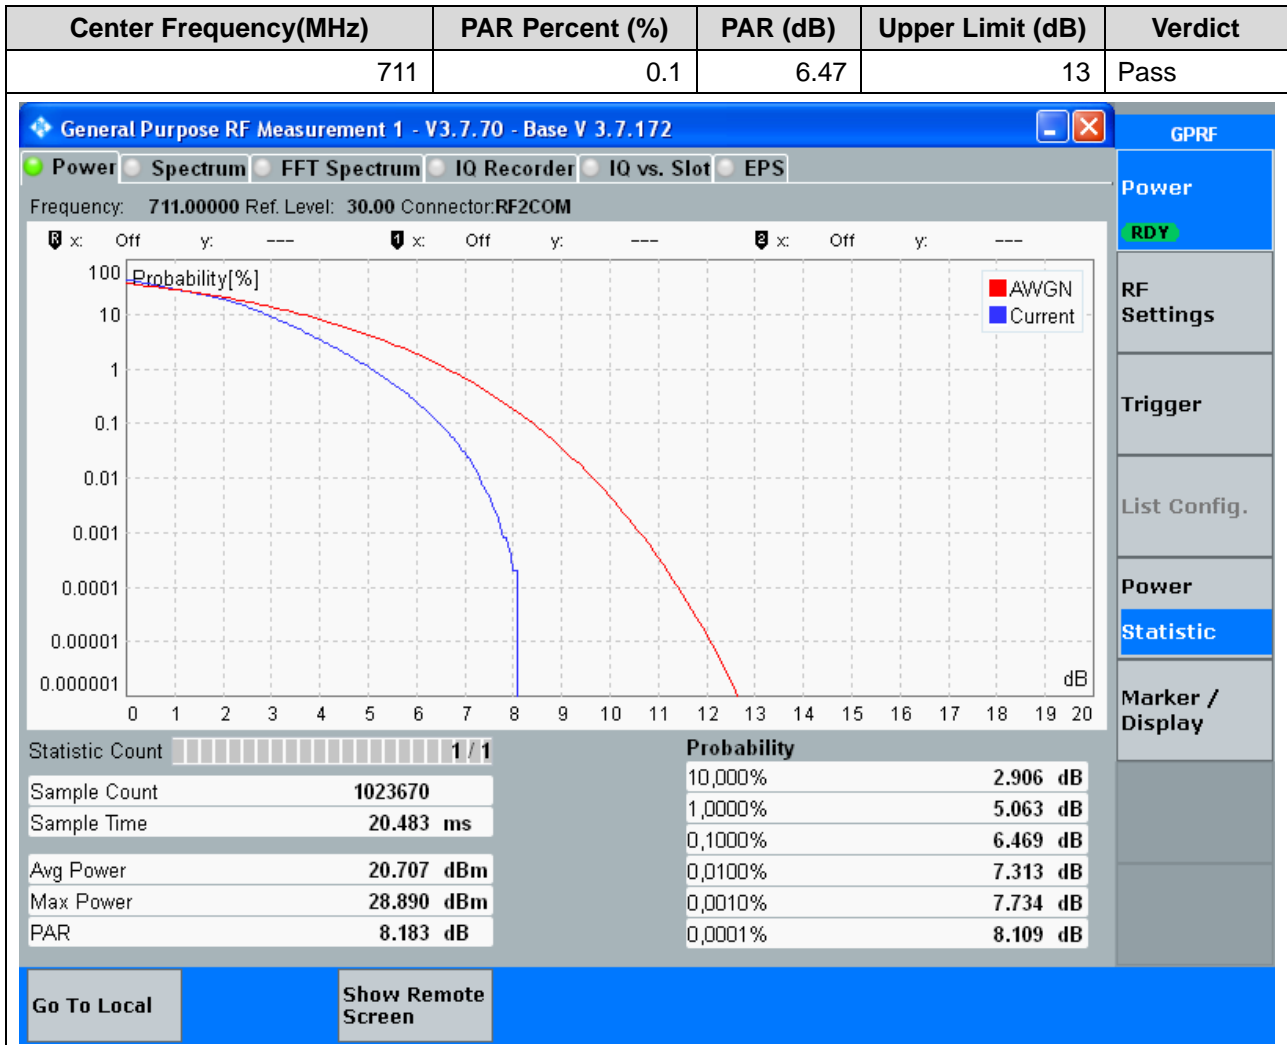 Center Frequency(MHz) PAR Percent (%) PAR (dB) Upper Limit (dB) Verdict
711 0.1 6.47 13 Pass
General Purpose RF Measurement 1 - V3.7.70 - Base V 3.7.172
GPRF
Power Spectrum FFT Spectrum IQ Recorder IQ vs. Slot EPS
Power
RDY
Frequency: 711.00000 Ref. Level: 30.00 Connector:RF2COM
R x: Off y: --- 1 x: Off y: --- 2 x: Off y: ---
Probability[%]
AWGN
Current
100
10
1
0.1
0.01
0.001
0.0001
0.00001
0.000001
dB
0 1 2 3 4 5 6 7 8 9 10 11 12 13 14 15 16 17 18 19 20
RF
Settings
Trigger
List Config.
Power
Statistic
Marker /
Display
Statistic Count 1 / 1
Sample Count 1023670
Sample Time 20.483 ms
Avg Power 20.707 dBm
Max Power 28.890 dBm
PAR 8.183 dB
Probability
10,000% 2.906 dB
1,0000% 5.063 dB
0,1000% 6.469 dB
0,0100% 7.313 dB
0,0010% 7.734 dB
0,0001% 8.109 dB
Go To Local
Show Remote
Screen